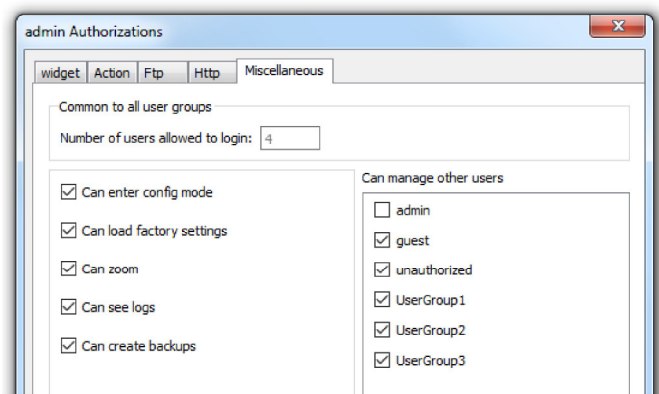 admin Authorizations
widget Action Ftp Http Miscellaneous
Common to all user groups
Number of users allowed to login: 4
Can manage other users
Can enter config mode
admin
Can load factory settings
guest
Can zoom
unauthorized
Can see logs
UserGroup1
Can create backups
UserGroup2
UserGroup3